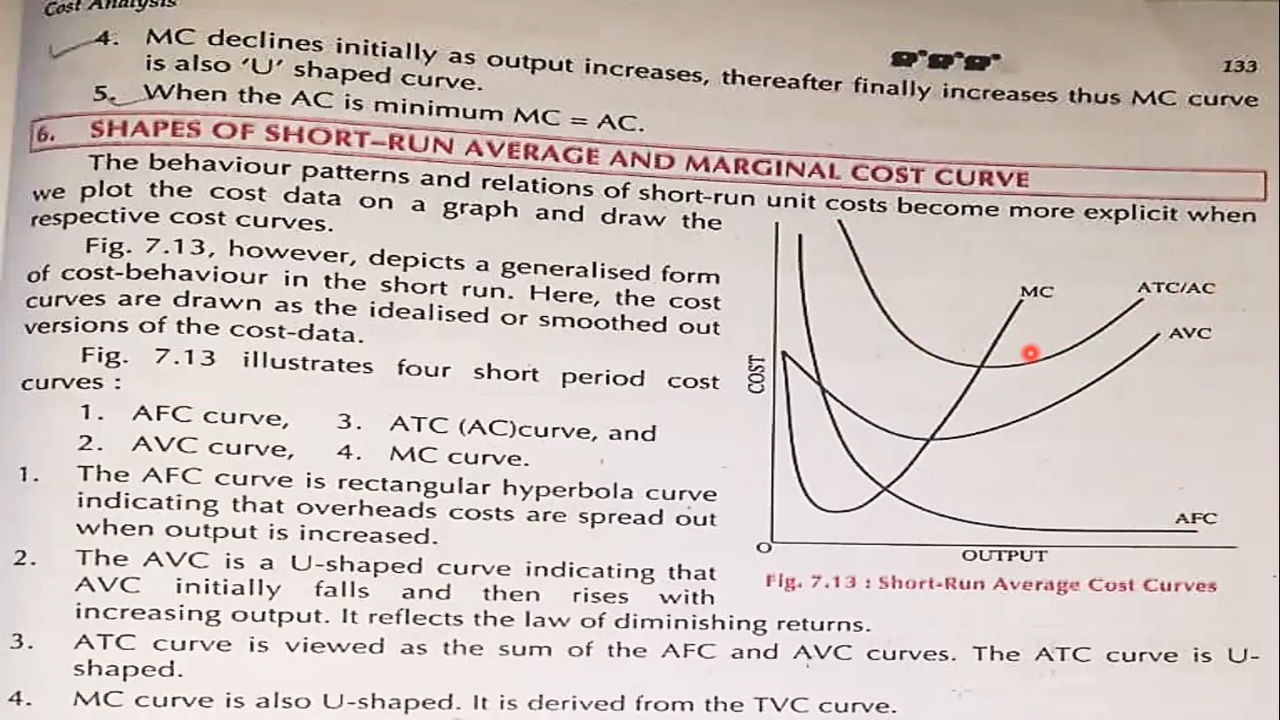 Cost Analysis
133
4. MC declines initially as output increases, thereafter finally increases thus MC curve
is also 'U' shaped curve.
5. When the AC is minimum MC = AC.
6. SHAPES OF SHORT–RUN AVERAGE AND MARGINAL COST CURVE
The behaviour patterns and relations of short-run unit costs become more explicit when
we plot the cost data on a graph and draw the
respective cost curves.
Fig. 7.13, however, depicts a generalised form
of cost-behaviour in the short run. Here, the cost
curves are drawn as the idealised or smoothed out
versions of the cost-data.
Fig. 7.13 illustrates four short period cost
curves :
1. AFC curve, 3. ATC (AC)curve, and
2. AVC curve, 4. MC curve.
1. The AFC curve is rectangular hyperbola curve
indicating that overheads costs are spread out
when output is increased.
2. The AVC is a U-shaped curve indicating that
AVC initially falls and then rises with
increasing output. It reflects the law of diminishing returns.
3. ATC curve is viewed as the sum of the AFC and AVC curves. The ATC curve is U-
shaped.
4. MC curve is also U-shaped. It is derived from the TVC curve.
MC
ATC/AC
AVC
COST
AFC
O
OUTPUT
Fig. 7.13 : Short-Run Average Cost Curves